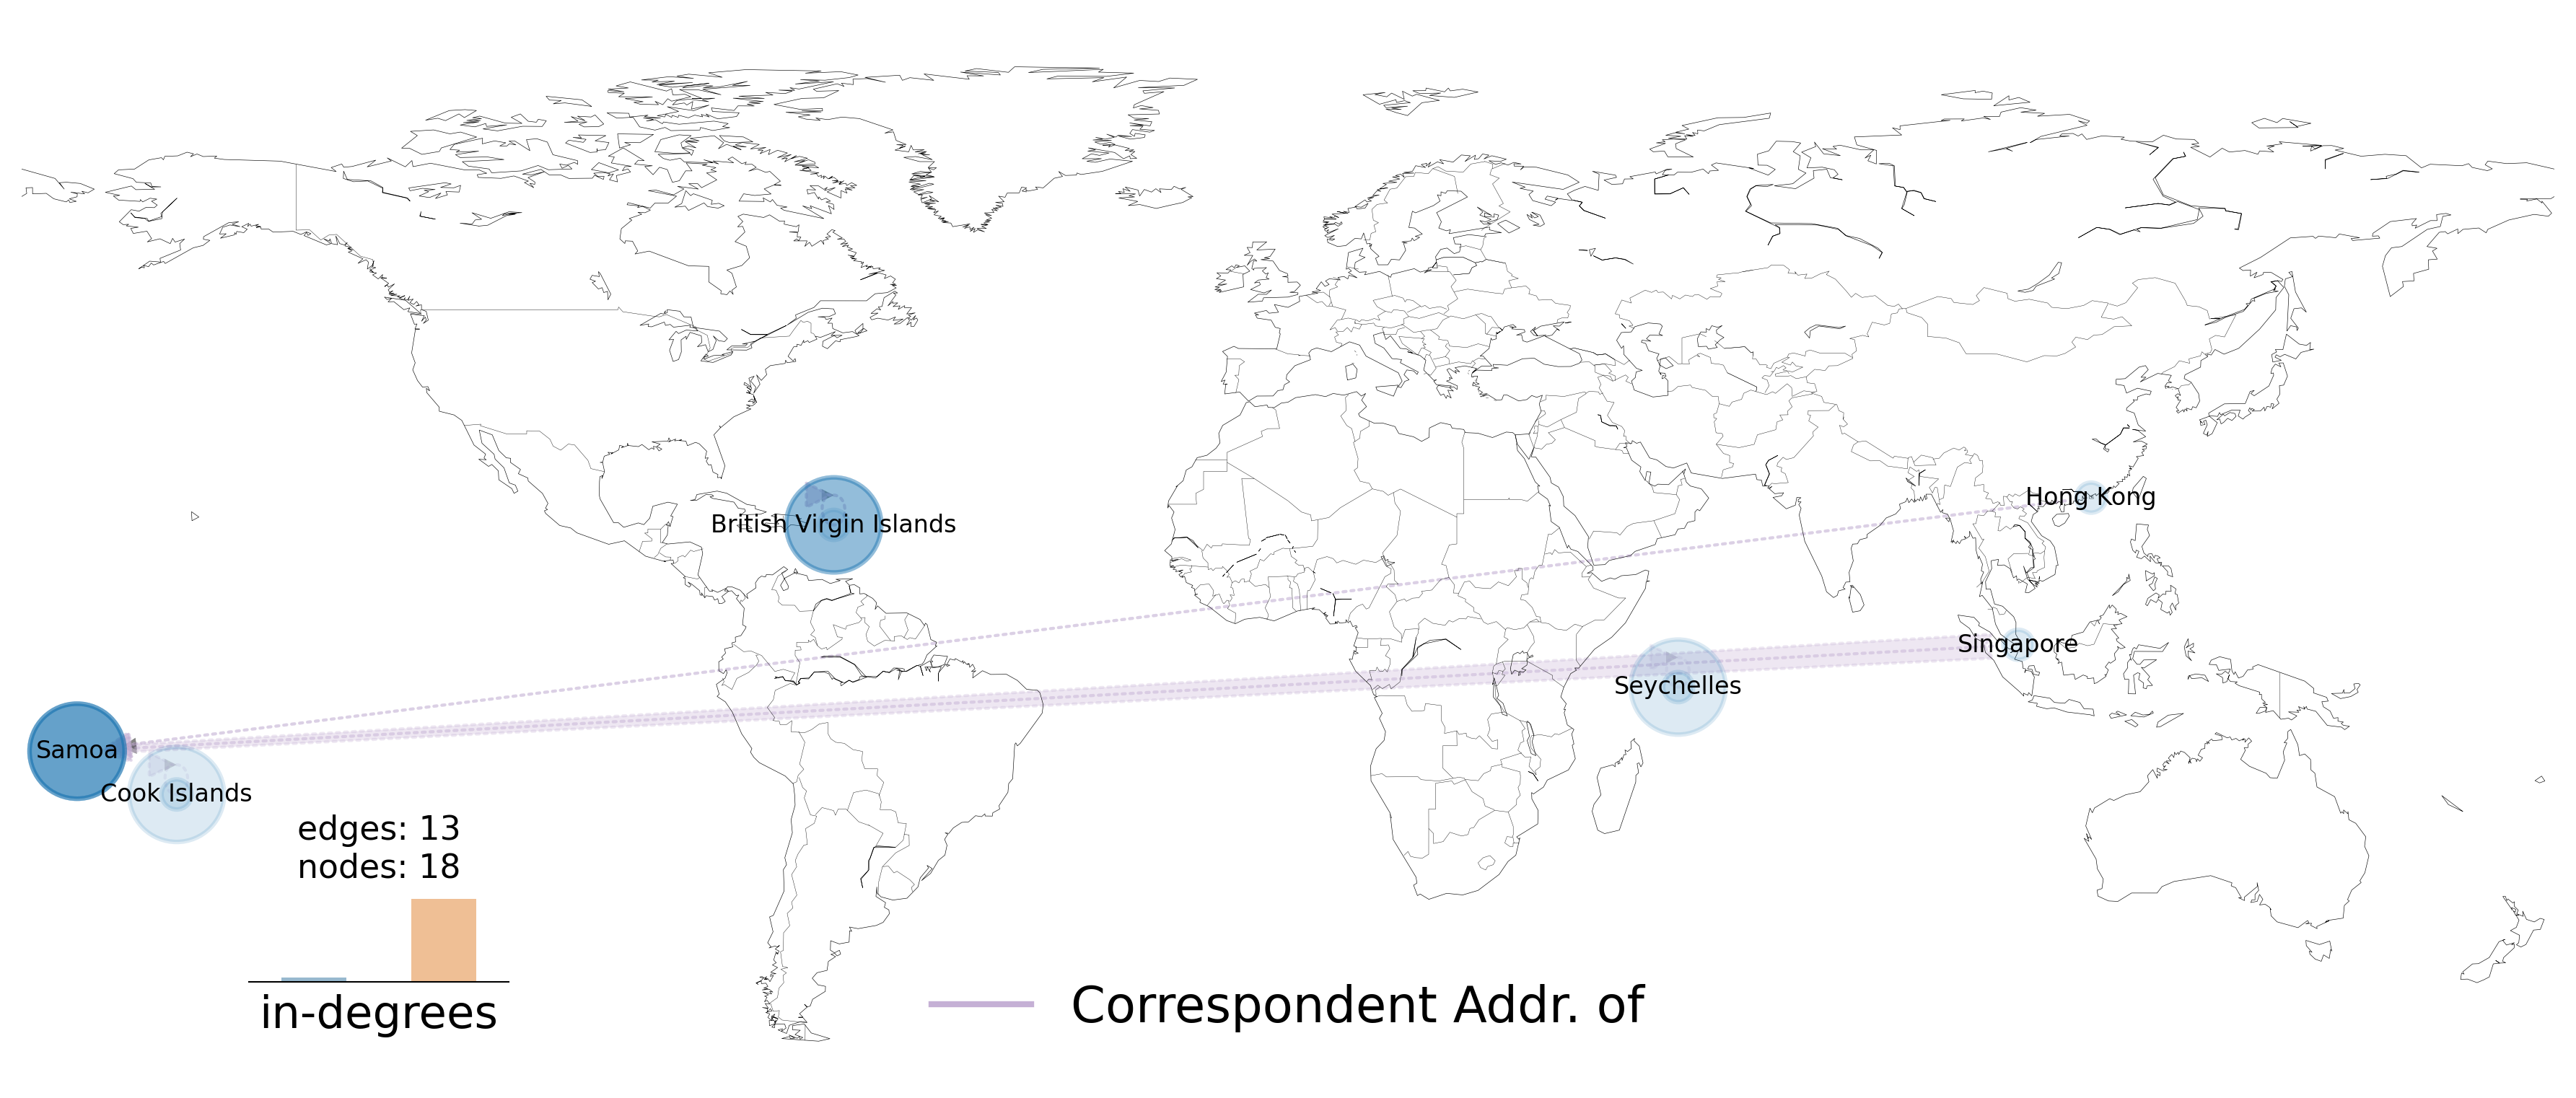 British Virgin Islands
Hong Kong
Singapore
Seychelles
Samoa
Cook Islands
edges: 13
nodes: 18
in-degrees
Correspondent Addr. of